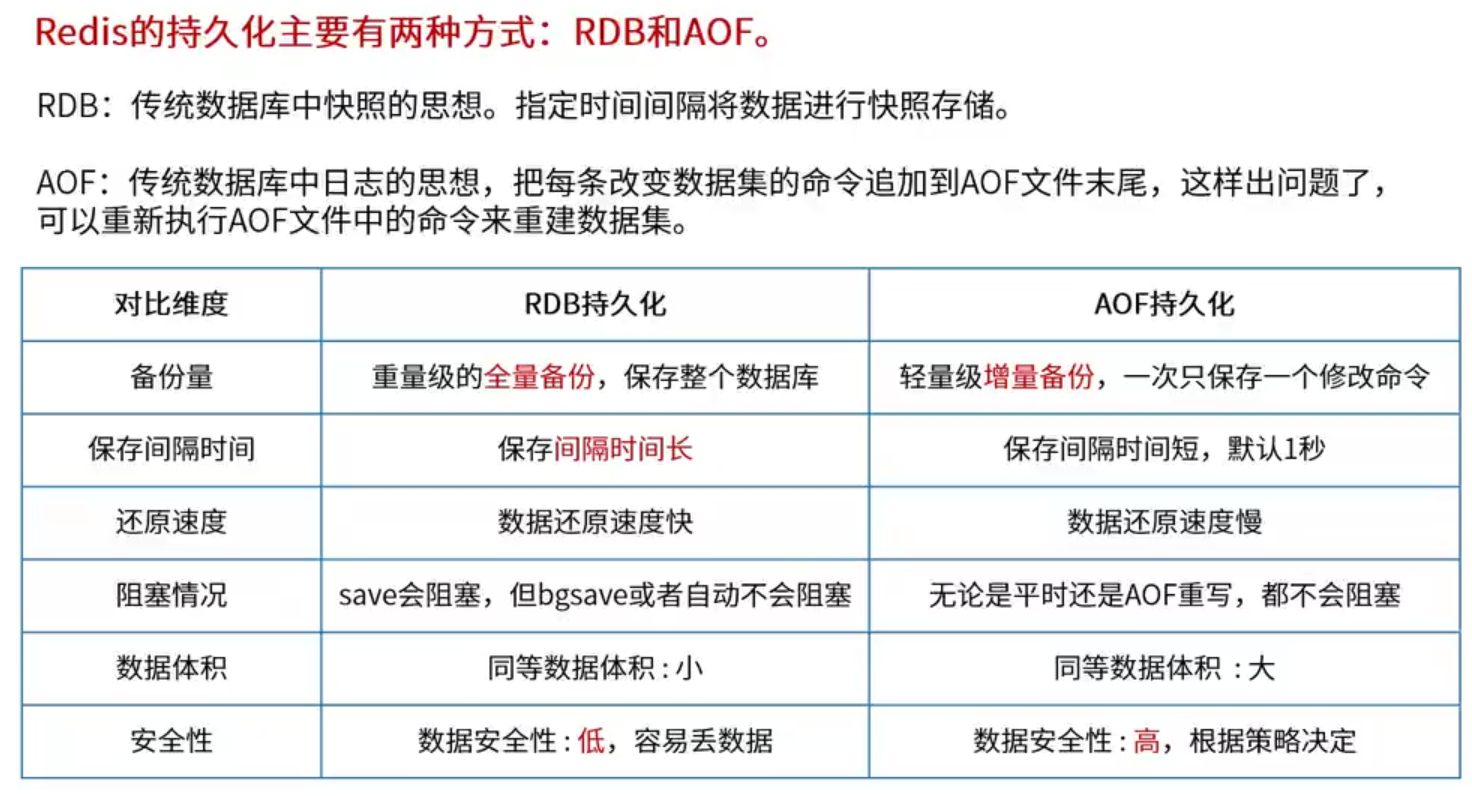 Redis的持久化主要有两种方式：RDB和AOF。
RDB：传统数据库中快照的思想。指定时间间隔将数据进行快照存储。
AOF：传统数据库中日志的思想，把每条改变数据集的命令追加到AOF文件末尾，这样出问题了，
可以重新执行AOF文件中的命令来重建数据集。
对比维度 RDB持久化 AOF持久化
备份量 重量级的全量备份，保存整个数据库 轻量级增量备份，一次只保存一个修改命令
保存间隔时间 保存间隔时间长 保存间隔时间短，默认1秒
还原速度 数据还原速度快 数据还原速度慢
阻塞情况 save会阻塞，但bgsave或者自动不会阻塞 无论是平时还是AOF重写，都不会阻塞
数据体积 同等数据体积 : 小 同等数据体积 : 大
安全性 数据安全性 : 低，容易丢数据 数据安全性 : 高，根据策略决定